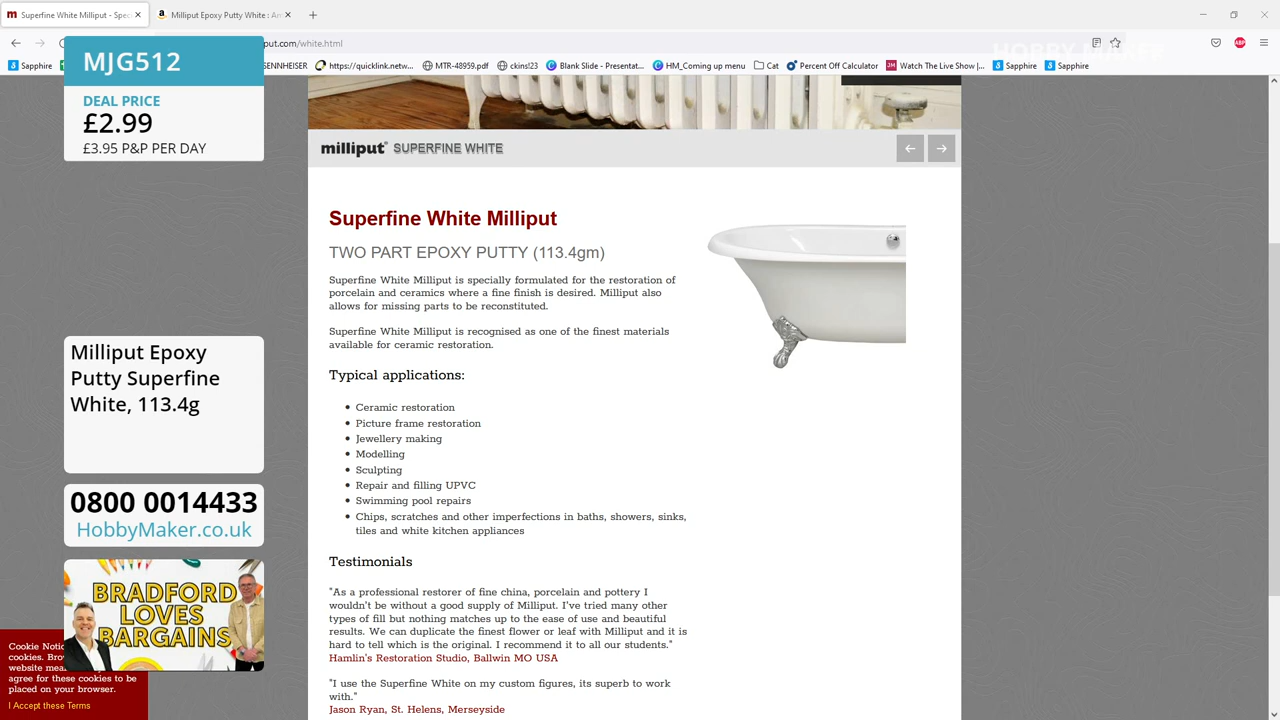 Superfine White Milliput - Spec
Milliput Epoxy Putty White : Am
put.com/white.html
HOBBY MAKER
Sapphire
SENNHEISER
https://quicklink.netw...
MTR-48959.pdf
ckins!23
Blank Slide - Presentat...
HM_Coming up menu
Cat
Percent Off Calculator
Watch The Live Show |...
Sapphire
Sapphire
MJG512
DEAL PRICE
£2.99
£3.95 P&P PER DAY
milliput® SUPERFINE WHITE
Superfine White Milliput
TWO PART EPOXY PUTTY (113.4gm)
Superfine White Milliput is specially formulated for the restoration of
porcelain and ceramics where a fine finish is desired. Milliput also
allows for missing parts to be reconstituted.
Superfine White Milliput is recognised as one of the finest materials
available for ceramic restoration.
Typical applications:
Ceramic restoration
Picture frame restoration
Jewellery making
Modelling
Sculpting
Repair and filling UPVC
Swimming pool repairs
Chips, scratches and other imperfections in baths, showers, sinks,
tiles and white kitchen appliances
Testimonials
"As a professional restorer of fine china, porcelain and pottery I
wouldn't be without a good supply of Milliput. I've tried many other
types of fill but nothing matches up to the ease of use and beautiful
results. We can duplicate the finest flower or leaf with Milliput and it is
hard to tell which is the original. I recommend it to all our students."
Hamlin's Restoration Studio, Ballwin MO USA
"I use the Superfine White on my custom figures, its superb to work
with."
Jason Ryan, St. Helens, Merseyside
Milliput Epoxy
Putty Superfine
White, 113.4g
0800 0014433
HobbyMaker.co.uk
BRADFORD
LOVES
BARGAINS
Cookie Notic
cookies. Bro
website mea
agree for these cookies to be
placed on your browser.
I Accept these Terms